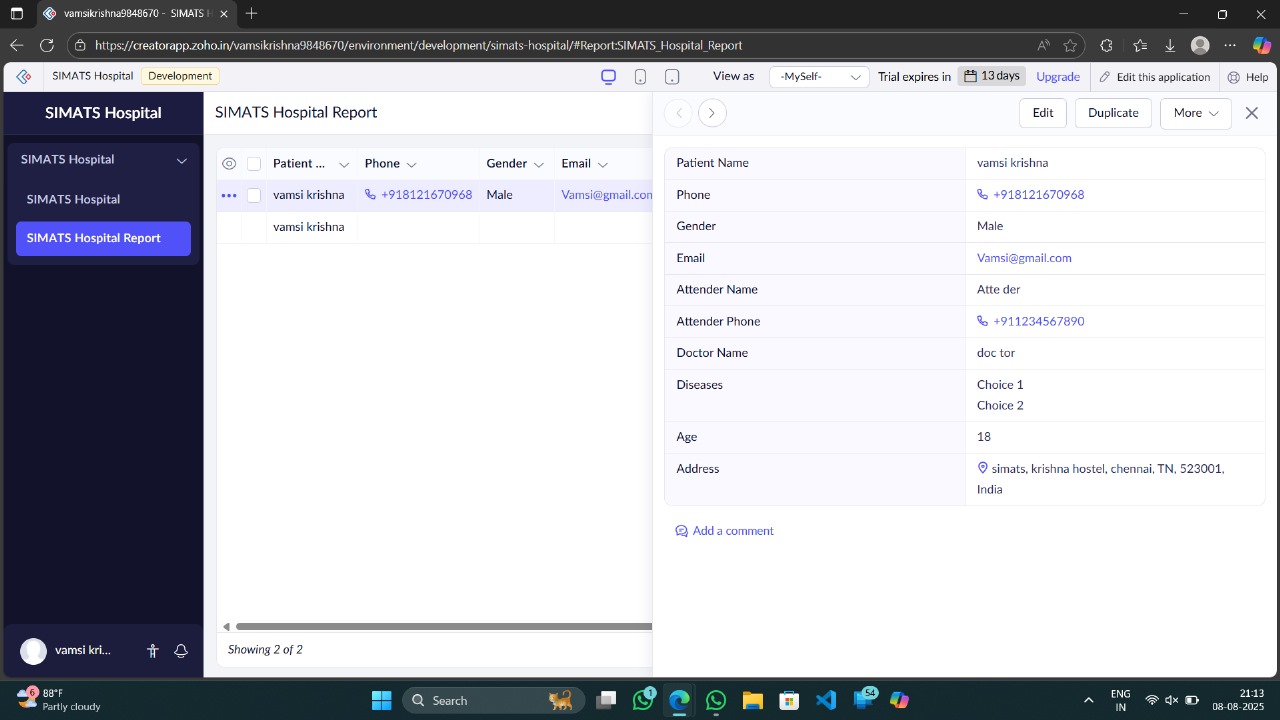 vamsikrishna9848670 - SIMATS H
https://creatorapp.zoho.in/vamsikrishna9848670/environment/development/simats-hospital/#Report:SIMATS_Hospital_Report
SIMATS Hospital Development View as -MySelf- Trial expires in 13 days Upgrade Edit this application Help
SIMATS Hospital
SIMATS Hospital
SIMATS Hospital
SIMATS Hospital Report
vamsi kri...
SIMATS Hospital Report
Patient ... Phone Gender Email
vamsi krishna +918121670968 Male Vamsi@gmail.con
vamsi krishna
Showing 2 of 2
Edit Duplicate More
Patient Name vamsi krishna
Phone +918121670968
Gender Male
Email Vamsi@gmail.com
Attender Name Atte der
Attender Phone +911234567890
Doctor Name doc tor
Diseases Choice 1
Choice 2
Age 18
Address simats, krishna hostel, chennai, TN, 523001,
India
Add a comment
6 88°F
Partly cloudy
Search
1
54
ENG
IN
21:13
08-08-2025